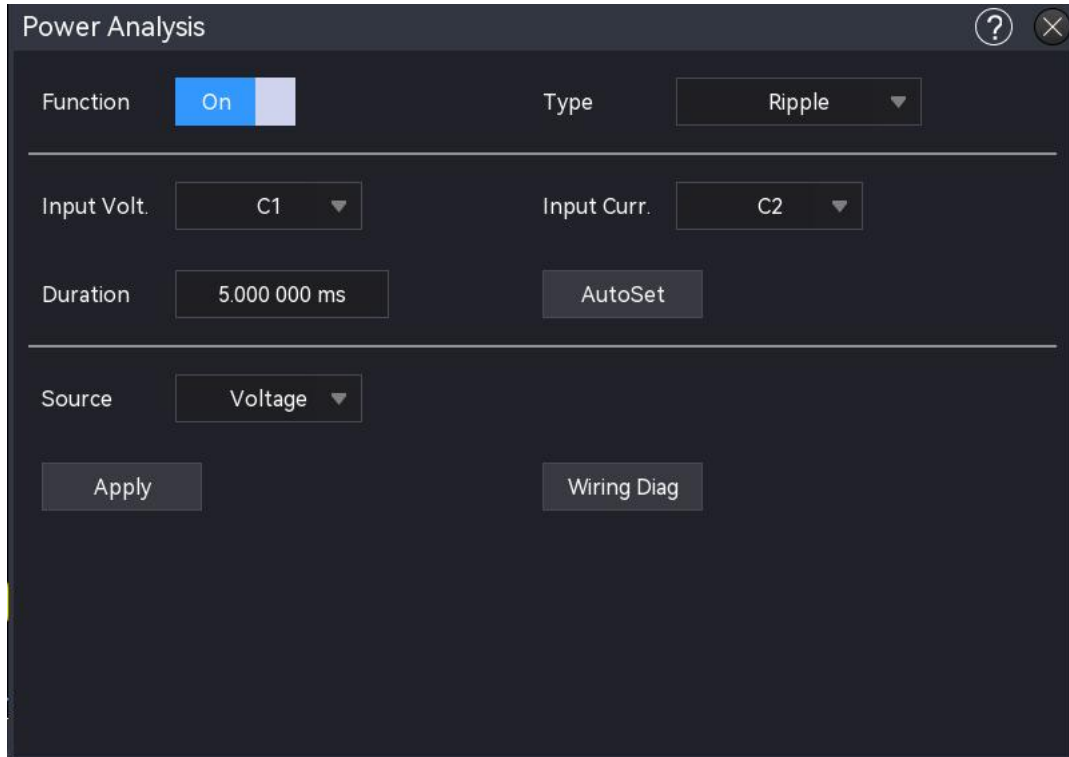 Power Analysis ?
Function On Type Ripple
Input Volt. C1 Input Curr. C2
Duration 5.000 000 ms AutoSet
Source Voltage
Apply Wiring Diag